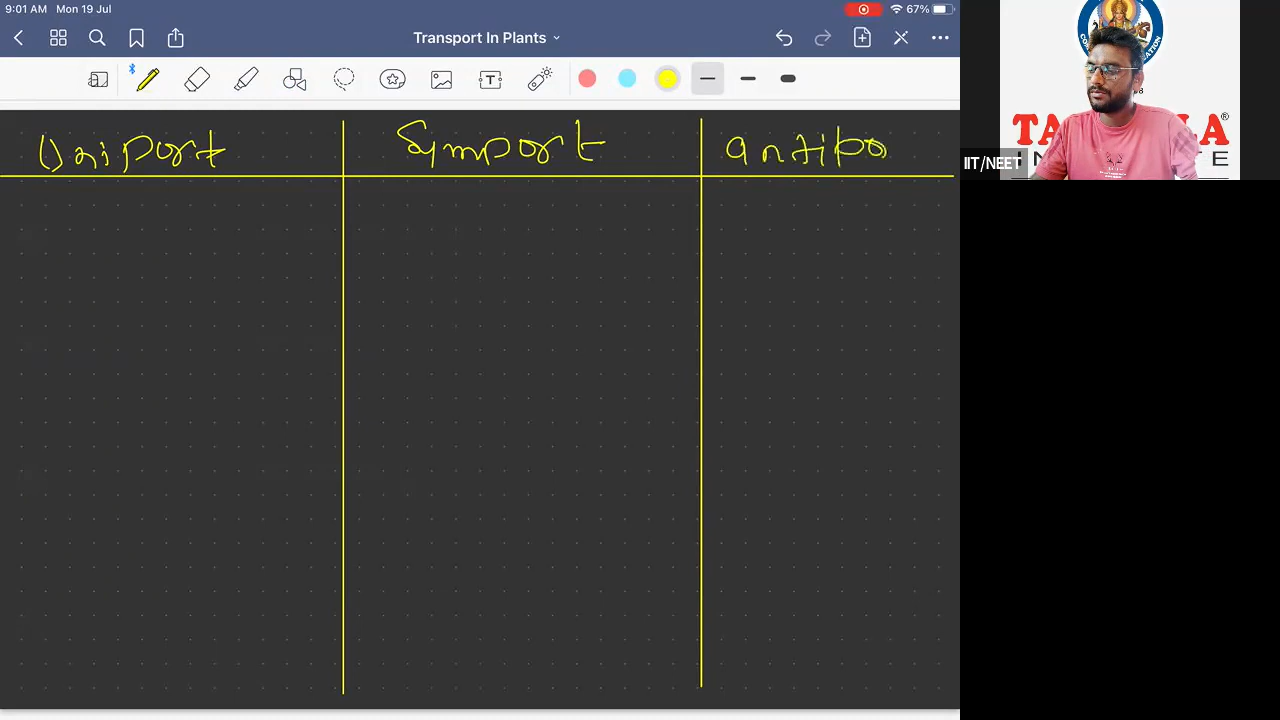 9:01 AM Mon 19 Jul
67%
Transport In Plants
T
Uniport Symport antipo
IIT/NEET